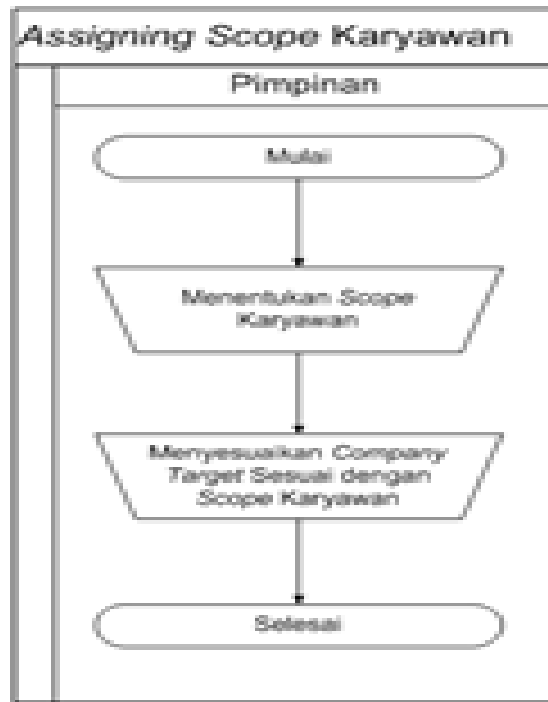 Assigning Scope Karyawan
Pimpinan
Mulai
Menentukan Scope
Karyawan
Menyesuaikan Company
Target Sesuai dengan
Scope Karyawan
Selesai